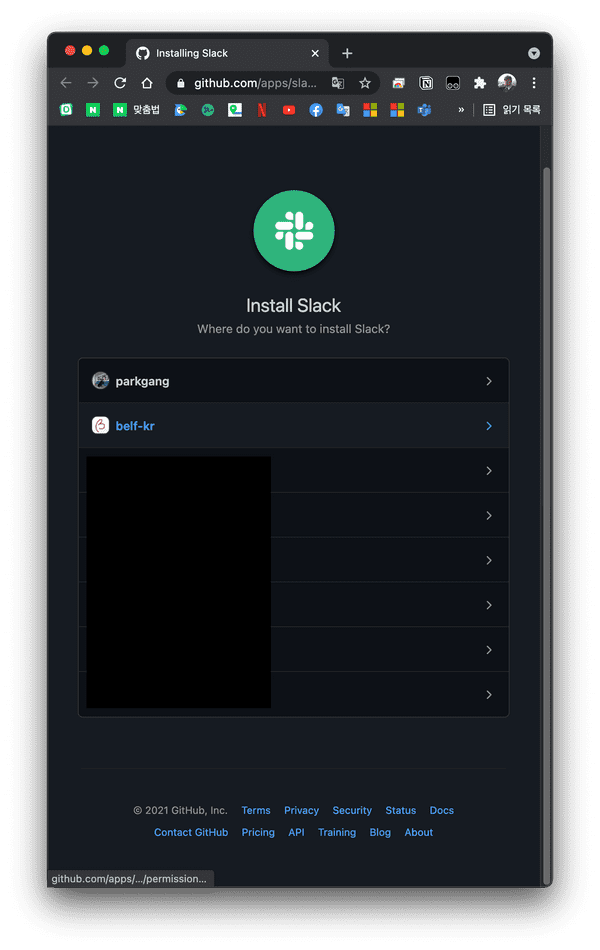 Installing Slack
github.com/apps/sla...
맞춤법
»
읽기 목록
Install Slack
Where do you want to install Slack?
parkgang
belf-kr
© 2021 GitHub, Inc. Terms Privacy Security Status Docs
Contact GitHub Pricing API Training Blog About
github.com/apps/.../permission...